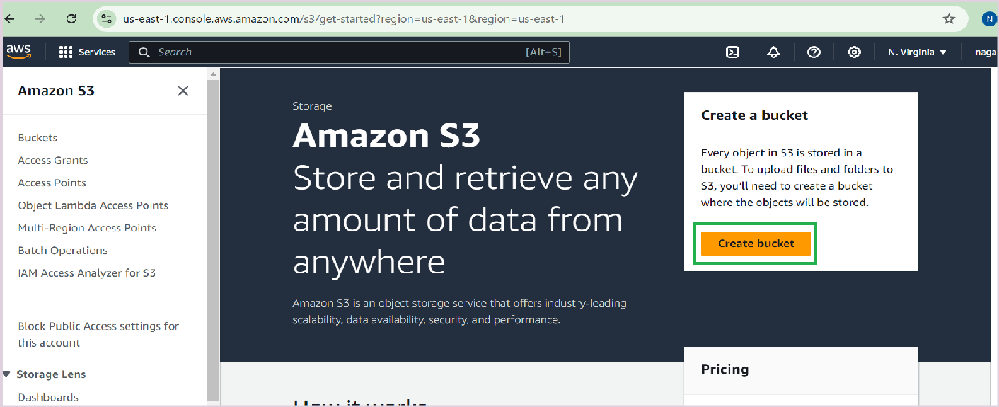 us-east-1.console.aws.amazon.com/s3/get-started?region=us-east-1&region=us-east-1
N
aws
Services
Search
[Alt+S]
N. Virginia
naga
Amazon S3
Buckets
Access Grants
Access Points
Object Lambda Access Points
Multi-Region Access Points
Batch Operations
IAM Access Analyzer for S3
Block Public Access settings for
this account
Storage Lens
Dashboards
Storage
Amazon S3
Store and retrieve any
amount of data from
anywhere
Amazon S3 is an object storage service that offers industry-leading
scalability, data availability, security, and performance.
Create a bucket
Every object in S3 is stored in a
bucket. To upload files and folders to
S3, you’ll need to create a bucket
where the objects will be stored.
Create bucket
Pricing
How it works